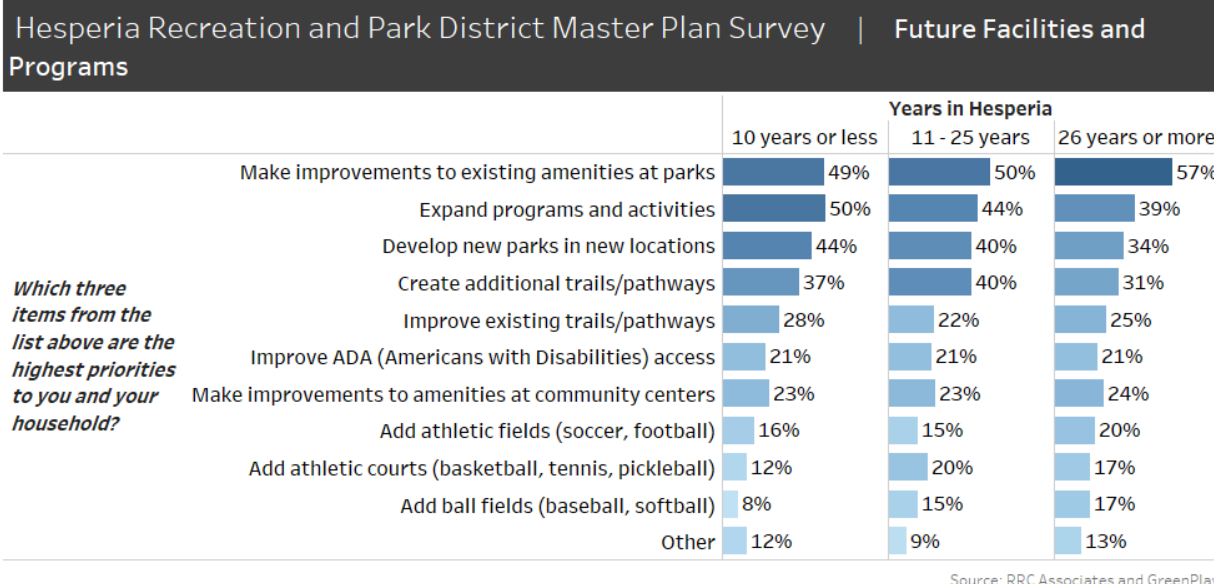 Hesperia Recreation and Park District Master Plan Survey | Future Facilities and
Programs
Years in Hesperia
10 years or less 11 - 25 years 26 years or more
Make improvements to existing amenities at parks 49% 50% 57%
Expand programs and activities 50% 44% 39%
Develop new parks in new locations 44% 40% 34%
Create additional trails/pathways 37% 40% 31%
Improve existing trails/pathways 28% 22% 25%
Improve ADA (Americans with Disabilities) access 21% 21% 21%
Make improvements to amenities at community centers 23% 23% 24%
Add athletic fields (soccer, football) 16% 15% 20%
Add athletic courts (basketball, tennis, pickleball) 12% 20% 17%
Add ball fields (baseball, softball) 8% 15% 17%
Other 12% 9% 13%
Which three
items from the
list above are the
highest priorities
to you and your
household?
Source: RRC Associates and GreenPlay